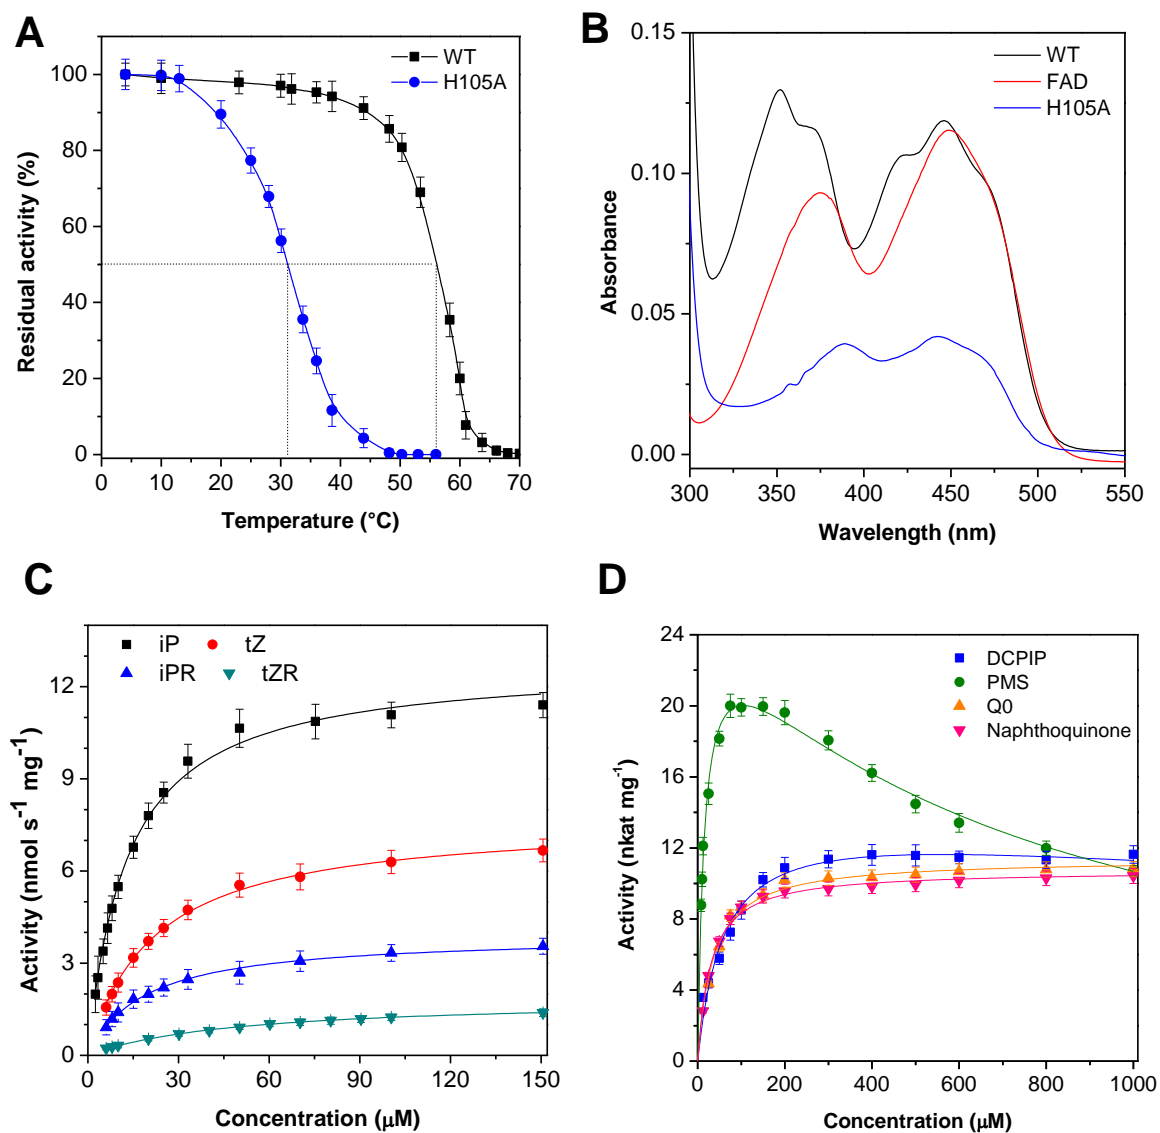 A
WT
H105A
Residual activity (%)
100
80
60
40
20
0
0 10 20 30 40 50 60 70
Temperature (°C)
B
WT
FAD
H105A
Absorbance
0.15
0.10
0.05
0.00
300 350 400 450 500 550
Wavelength (nm)
C
iP tZ
iPR tZR
Activity (nmol s⁻¹ mg⁻¹)
12
9
6
3
0
0 30 60 90 120 150
Concentration (μM)
D
DCPIP
PMS
Q0
Naphthoquinone
Activity (nkat mg⁻¹)
24
20
16
12
8
4
0
0 200 400 600 800 1000
Concentration (μM)